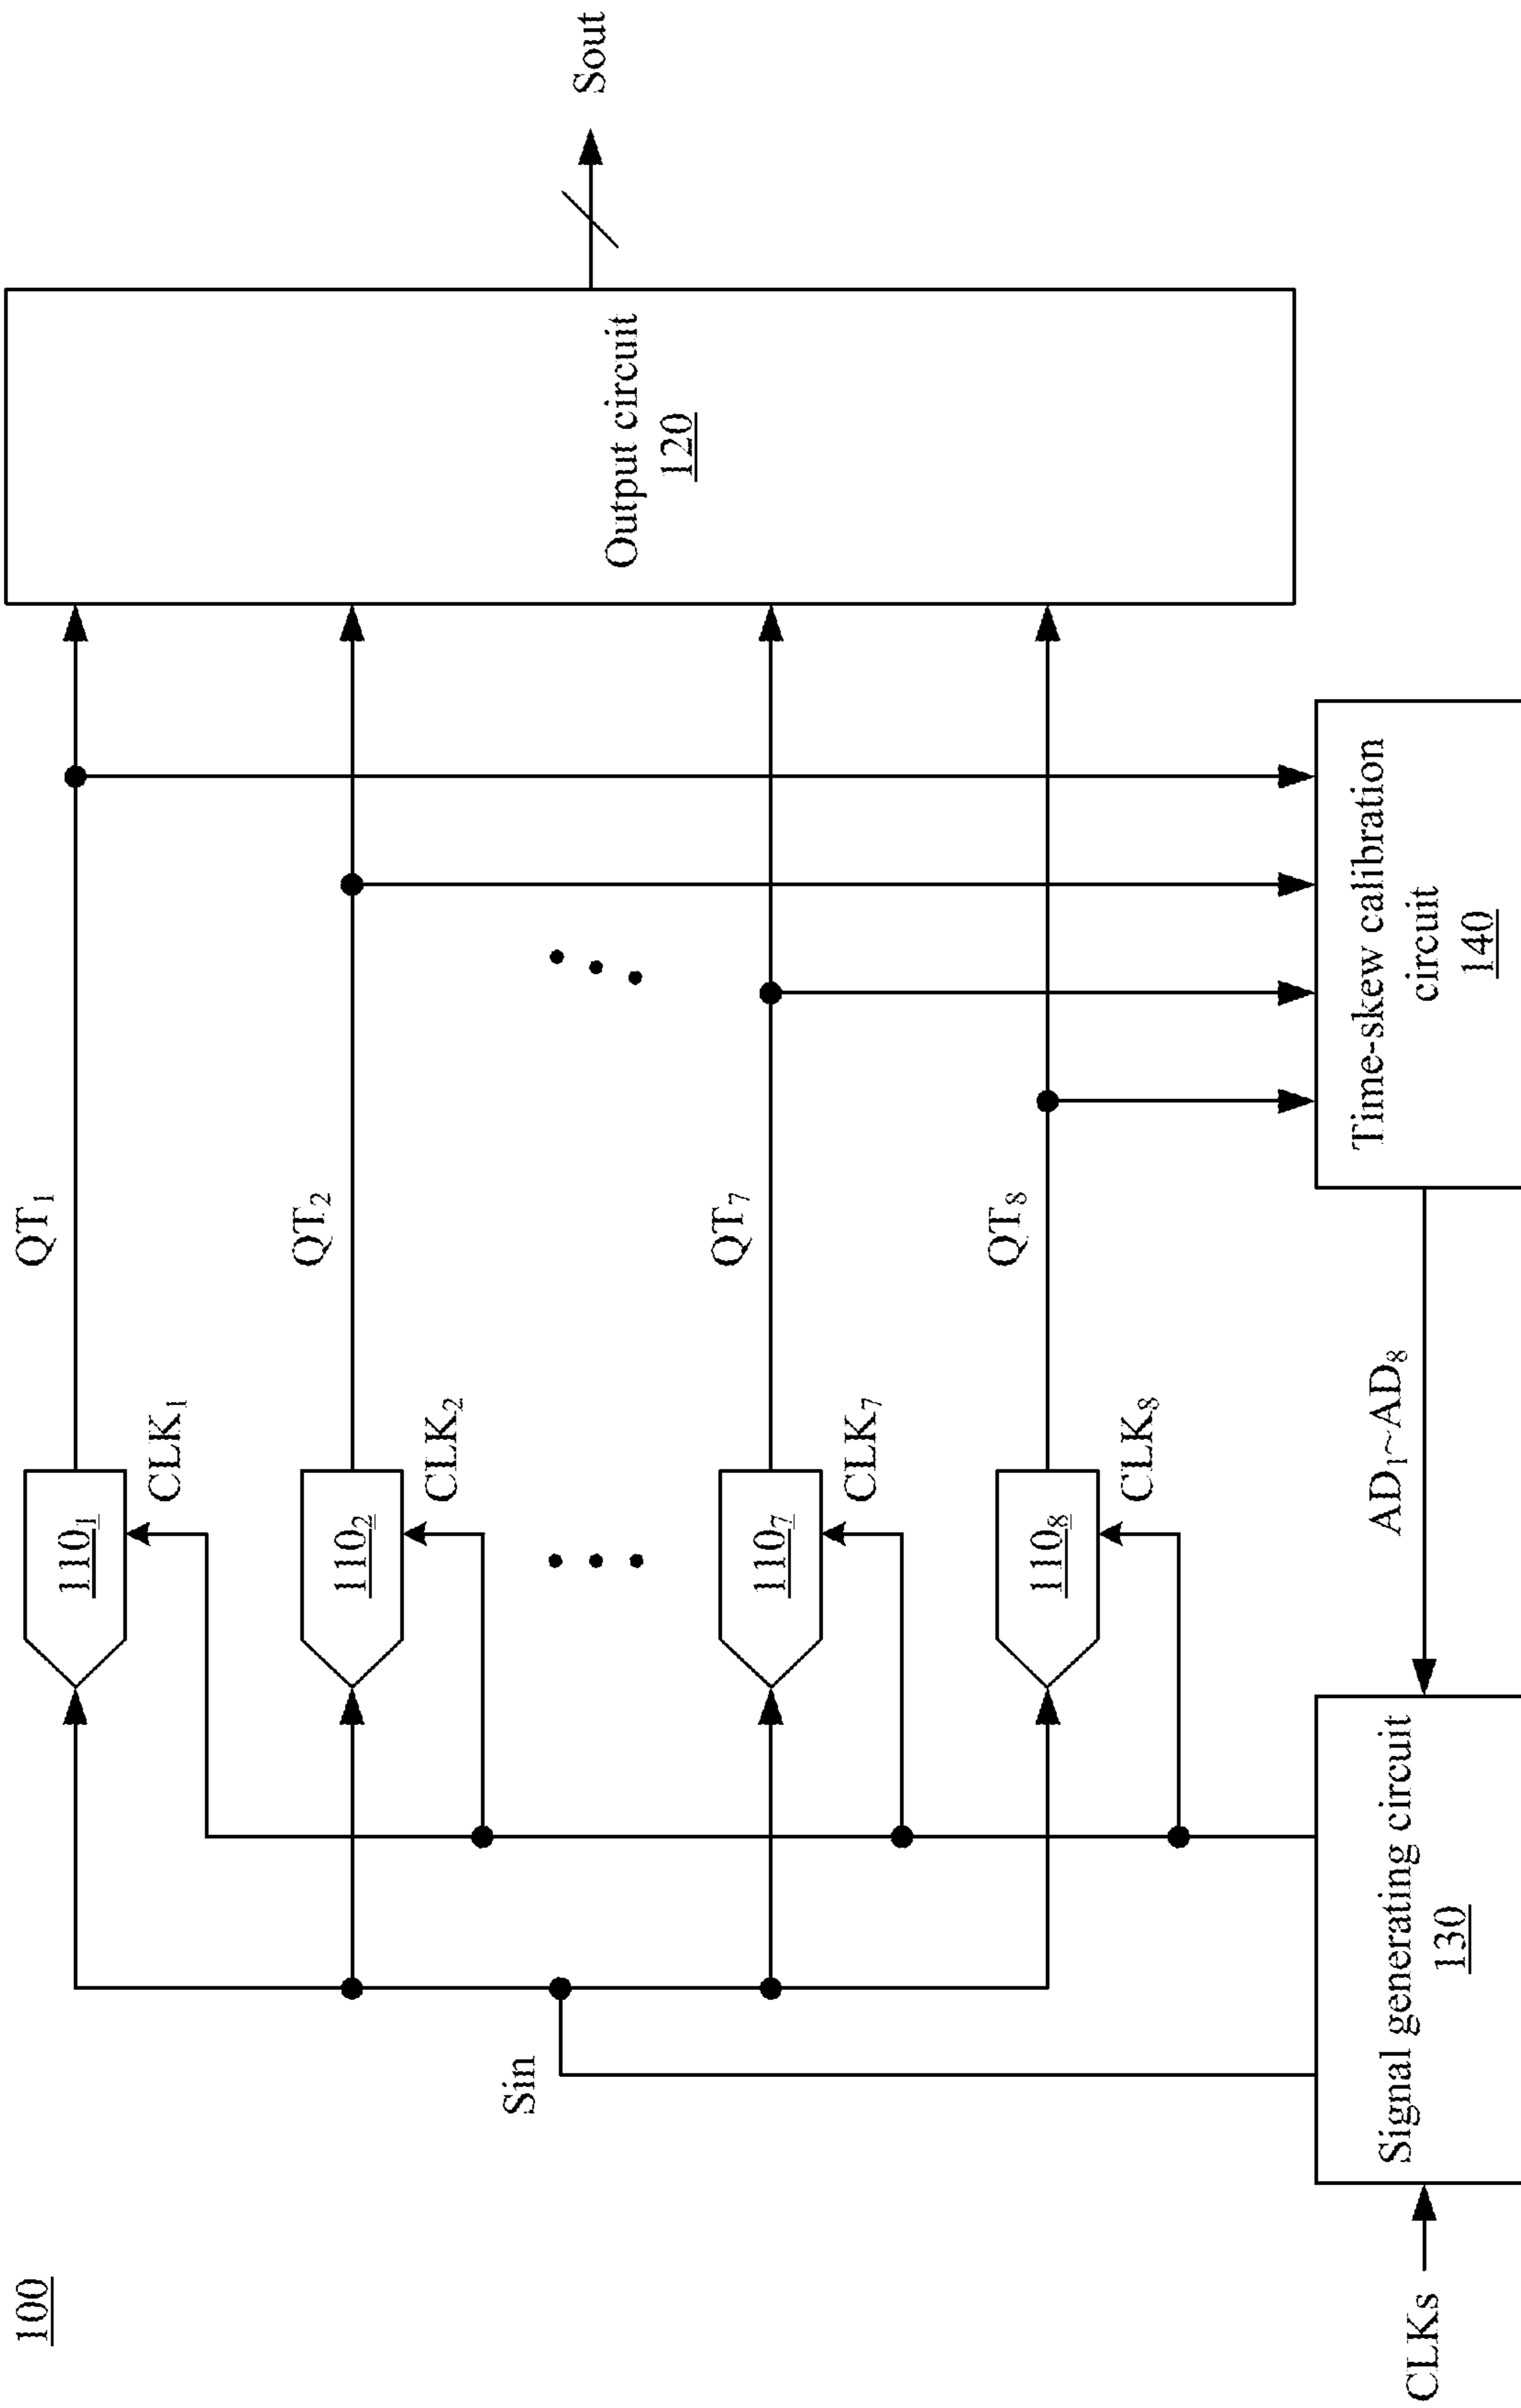 100
110₁
CLK₁
QT₁
110₂
CLK₂
QT₂
Sin
110₇
CLK₇
QT₇
110₈
CLK₈
QT₈
Output circuit
120
Sout
CLKs
Signal generating circuit
130
AD₁~AD₈
Time-skew calibration
circuit
140